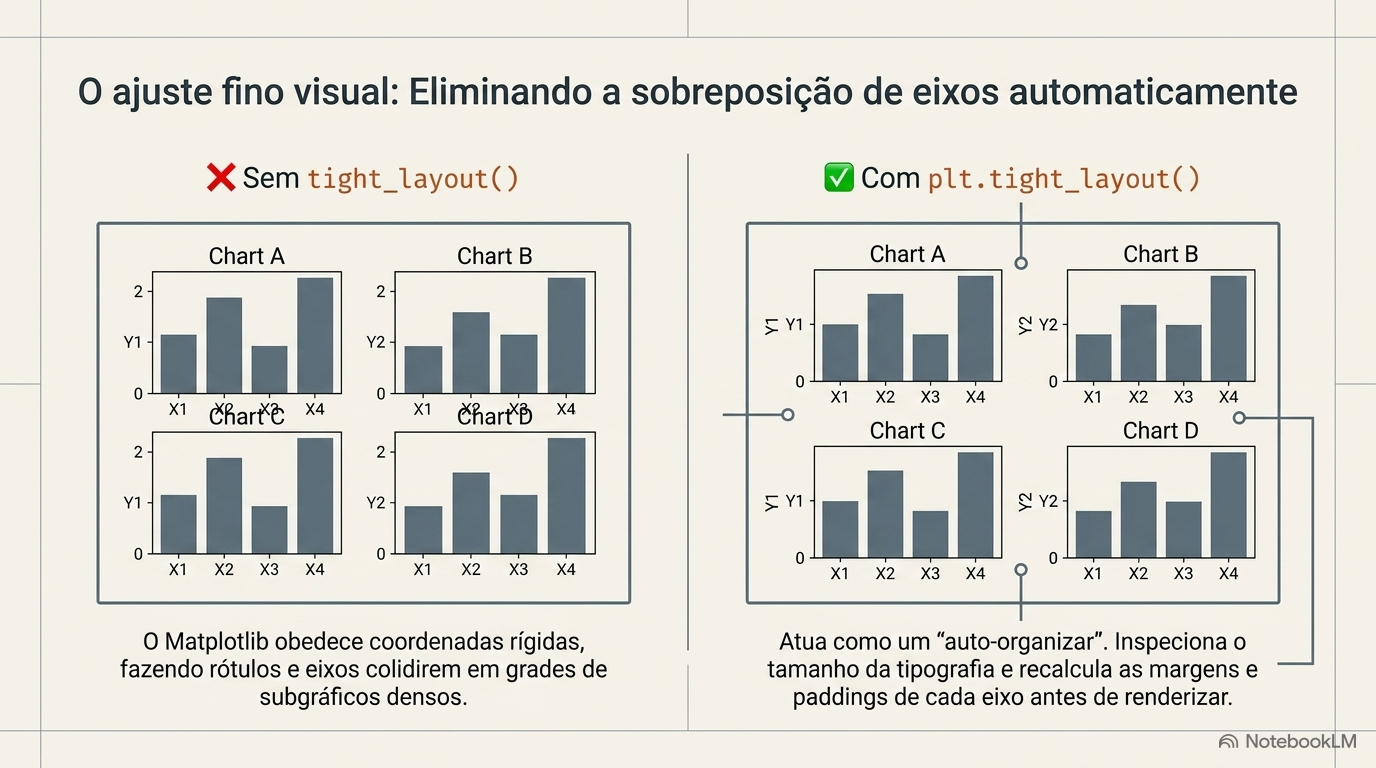 O ajuste fino visual: Eliminando a sobreposição de eixos automaticamente
❌ Sem tight_layout()
Chart A
2
Y1
0
X1 X2 X3 X4
Chart B
2
Y2
0
X1 X2 X3 X4
Chart C
2
Y1
0
X1 X2 X3 X4
Chart D
2
Y2
0
X1 X2 X3 X4
O Matplotlib obedece coordenadas rígidas,
fazendo rótulos e eixos colidirem em grades de
subgráficos densos.
✅ Com plt.tight_layout()
Chart A
Y1
Y1
0
X1 X2 X3 X4
Chart B
Y2
Y2
0
X1 X2 X3 X4
Chart C
Y1
Y1
0
X1 X2 X3 X4
Chart D
Y2
Y2
0
X1 X2 X3 X4
Atua como um “auto-organizar”. Inspeciona o
tamanho da tipografia e recalcula as margens e
paddings de cada eixo antes de renderizar.
NotebookLM